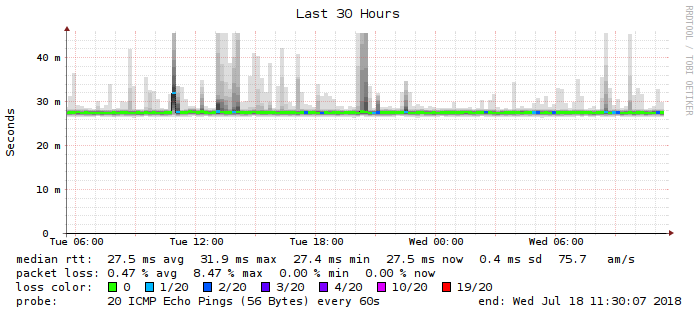 Last 30 Hours
RRDTOOL / TOBI OETIKER
Seconds
40 m
30 m
20 m
10 m
0
Tue 06:00 Tue 12:00 Tue 18:00 Wed 00:00 Wed 06:00
median rtt: 27.5 ms avg 31.9 ms max 27.4 ms min 27.5 ms now 0.4 ms sd 75.7 am/s
packet loss: 0.47 % avg 8.47 % max 0.00 % min 0.00 % now
loss color: 0 1/20 2/20 3/20 4/20 10/20 19/20
probe: 20 ICMP Echo Pings (56 Bytes) every 60s end: Wed Jul 18 11:30:07 2018